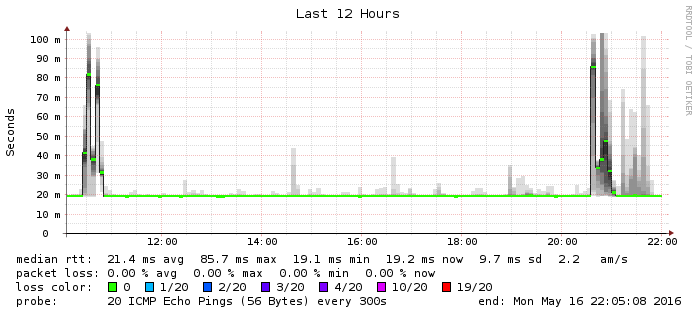 Last 12 Hours
RRDTOOL / TOBI OETIKER
Seconds
100 m
90 m
80 m
70 m
60 m
50 m
40 m
30 m
20 m
10 m
0
12:00 14:00 16:00 18:00 20:00 22:00
median rtt: 21.4 ms avg 85.7 ms max 19.1 ms min 19.2 ms now 9.7 ms sd 2.2 am/s
packet loss: 0.00 % avg 0.00 % max 0.00 % min 0.00 % now
loss color: 0 1/20 2/20 3/20 4/20 10/20 19/20
probe: 20 ICMP Echo Pings (56 Bytes) every 300s end: Mon May 16 22:05:08 2016